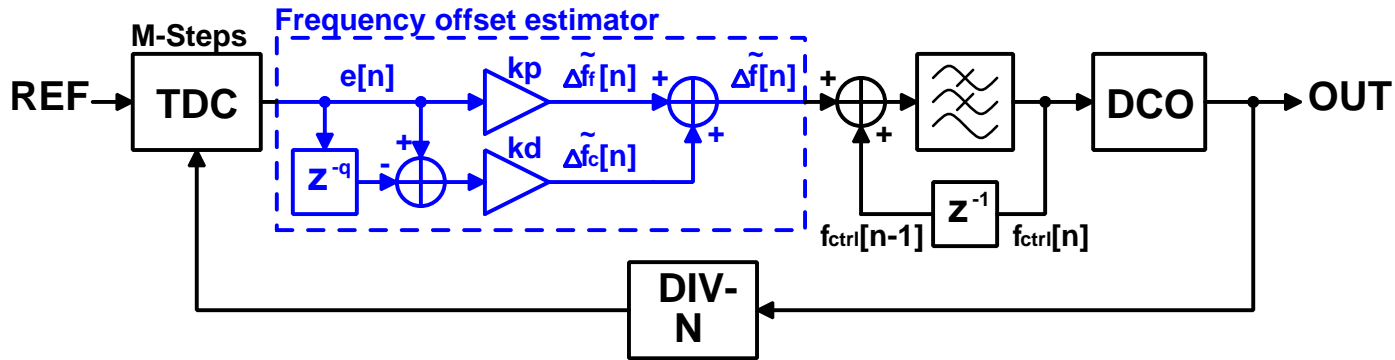 Frequency offset estimator
M-Steps
REF
TDC
e[n]
kp
Δf̃f[n]
+
Δf̃[n]
+
+
+
DCO
OUT
z-q
-
+
kd
Δf̃c[n]
z-1
fctrl[n-1]
fctrl[n]
DIV-
N